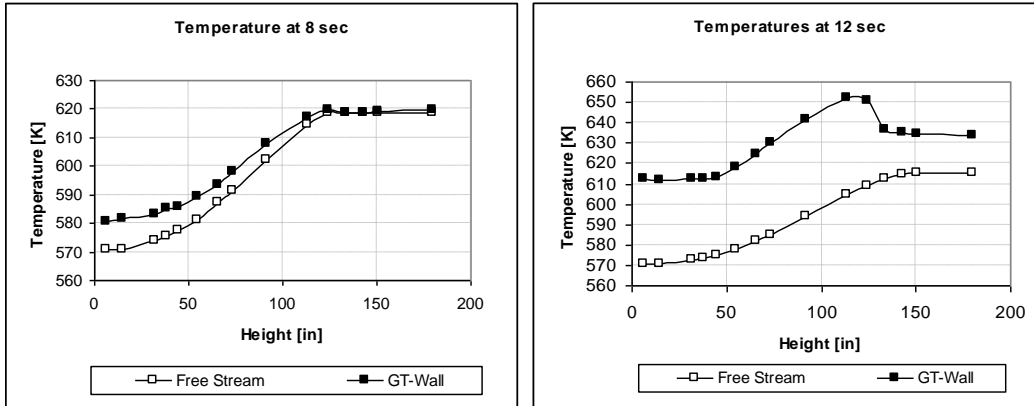 Temperature at 8 sec
630
620
610
600
590
580
570
560
Temperature [K]
0 50 100 150 200
Height [in]
Free Stream GT-Wall
Temperatures at 12 sec
660
650
640
630
620
610
600
590
580
570
560
Temperature [K]
0 50 100 150 200
Height [in]
Free Stream GT-Wall